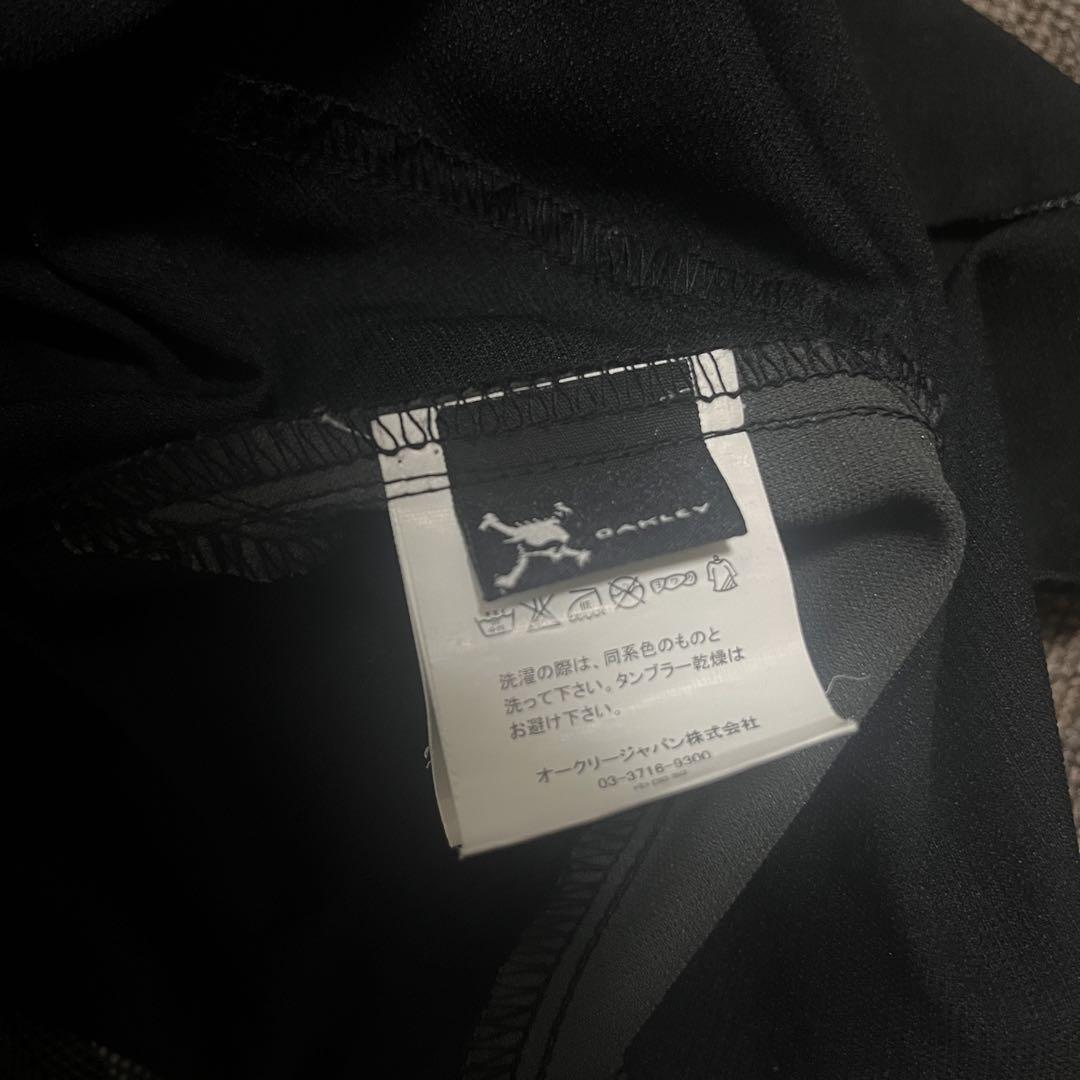 OAKLEY
低
洗濯の際は、同系色のものと
洗って下さい。タンブラー乾燥は
お避け下さい。
オークリージャパン株式会社
03-3716-9300